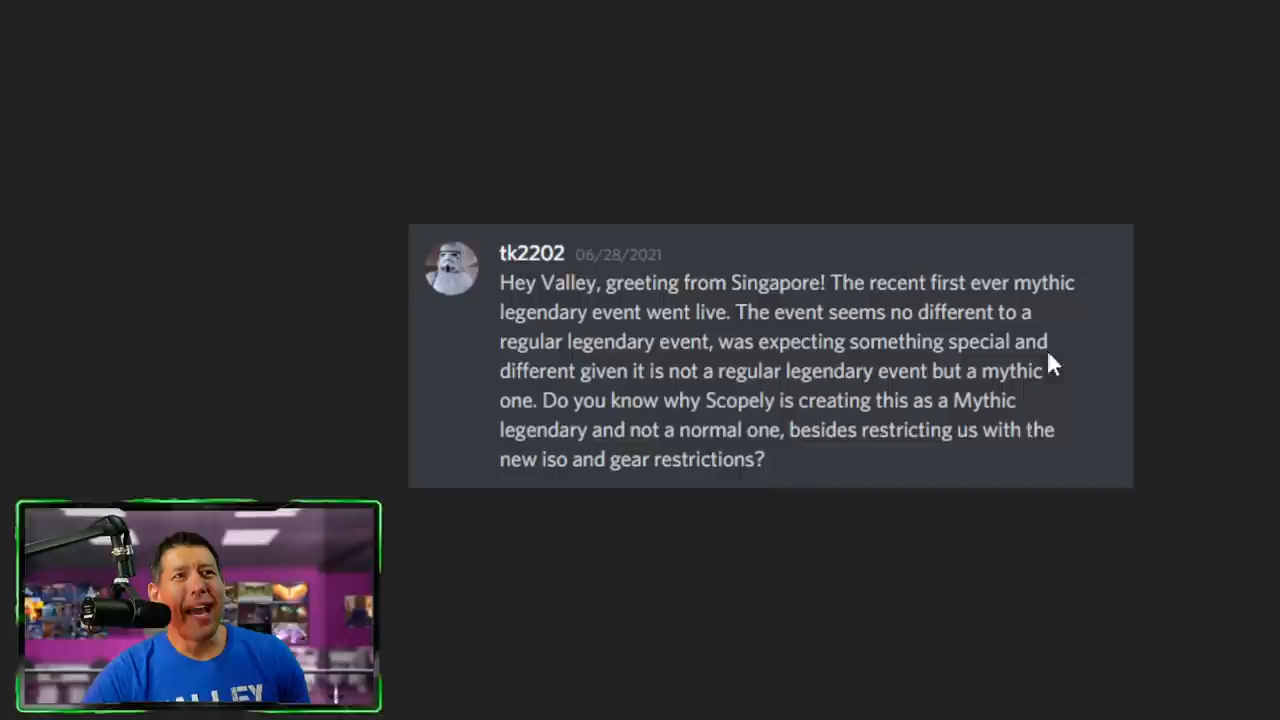 tk2202 06/28/2021
Hey Valley, greeting from Singapore! The recent first ever mythic
legendary event went live. The event seems no different to a
regular legendary event, was expecting something special and
different given it is not a regular legendary event but a mythic
one. Do you know why Scopely is creating this as a Mythic
legendary and not a normal one, besides restricting us with the
new iso and gear restrictions?
VALLEY